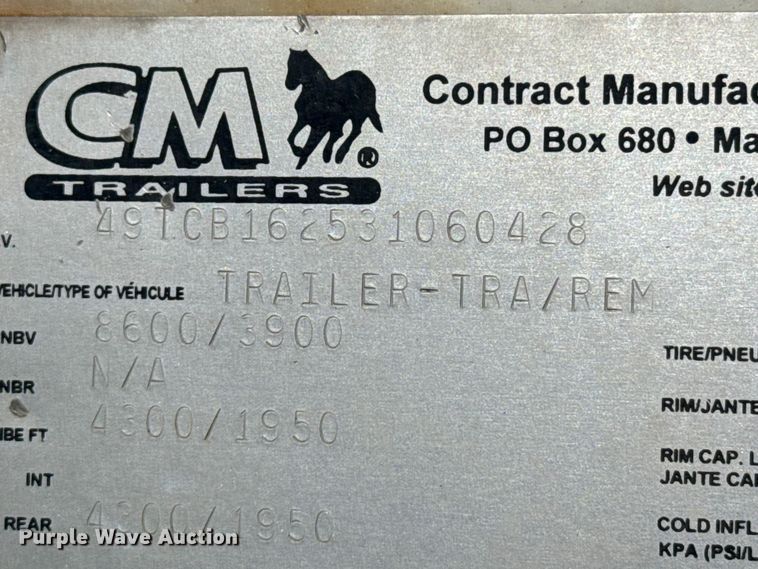 CM®
TRAILERS
Contract Manufac
PO Box 680 • Ma
Web site
V. 49TCB162531060428
VEHICLE/TYPE OF VÉHICULE TRAILER-TRA/REM
NBV 8600/3900
NBR N/A
IBE FT 4300/1950
INT
REAR 4300/1950
TIRE/PNEU
RIM/JANTE
RIM CAP. L
JANTE CA
COLD INFL
KPA (PSI/L
Purple Wave Auction